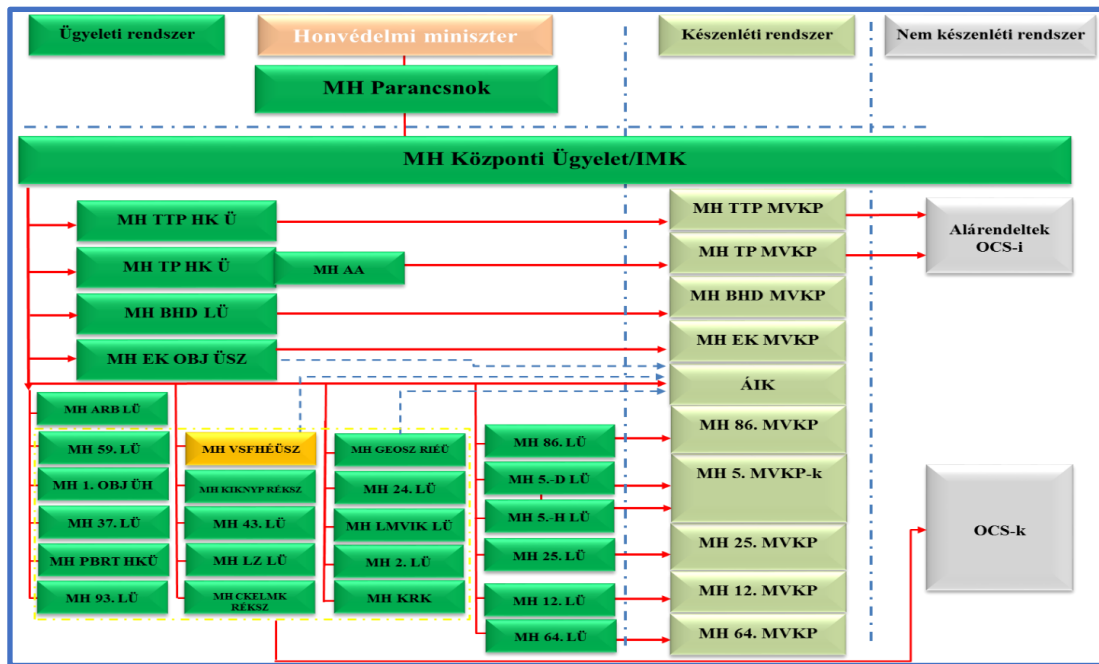 Ügyeleti rendszer
Honvédelmi miniszter
Készenléti rendszer
Nem készenléti rendszer
MH Parancsnok
MH Központi Ügyelet/IMK
MH TTP HK Ü
MH TP HK Ü
MH AA
MH BHD LÜ
MH EK OBJ ÜSZ
MH TTP MVKP
MH TP MVKP
MH BHD MVKP
MH EK MVKP
ÁIK
MH 86. MVKP
MH 5. MVKP-k
MH 25. MVKP
MH 12. MVKP
MH 64. MVKP
Alárendeltek
OCS-i
OCS-k
MH ARB LÜ
MH 59. LÜ
MH 1. OBJ ÜH
MH 37. LÜ
MH PBRT HKÜ
MH 93. LÜ
MH VSFHÉÜSZ
MH KIKNYP RÉKSZ
MH 43. LÜ
MH LZ LÜ
MH CKELMK
RÉKSZ
MH GEOSZ RIÉÜ
MH 24. LÜ
MH LMVIK LÜ
MH 2. LÜ
MH KRK
MH 86. LÜ
MH 5.-D LÜ
MH 5.-H LÜ
MH 25. LÜ
MH 12. LÜ
MH 64. LÜ